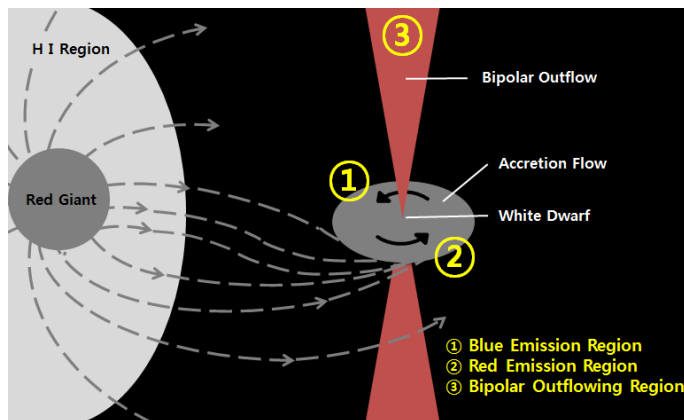 ③
H I Region
Bipolar Outflow
Accretion Flow
①
Red Giant
White Dwarf
②
① Blue Emission Region
② Red Emission Region
③ Bipolar Outflowing Region